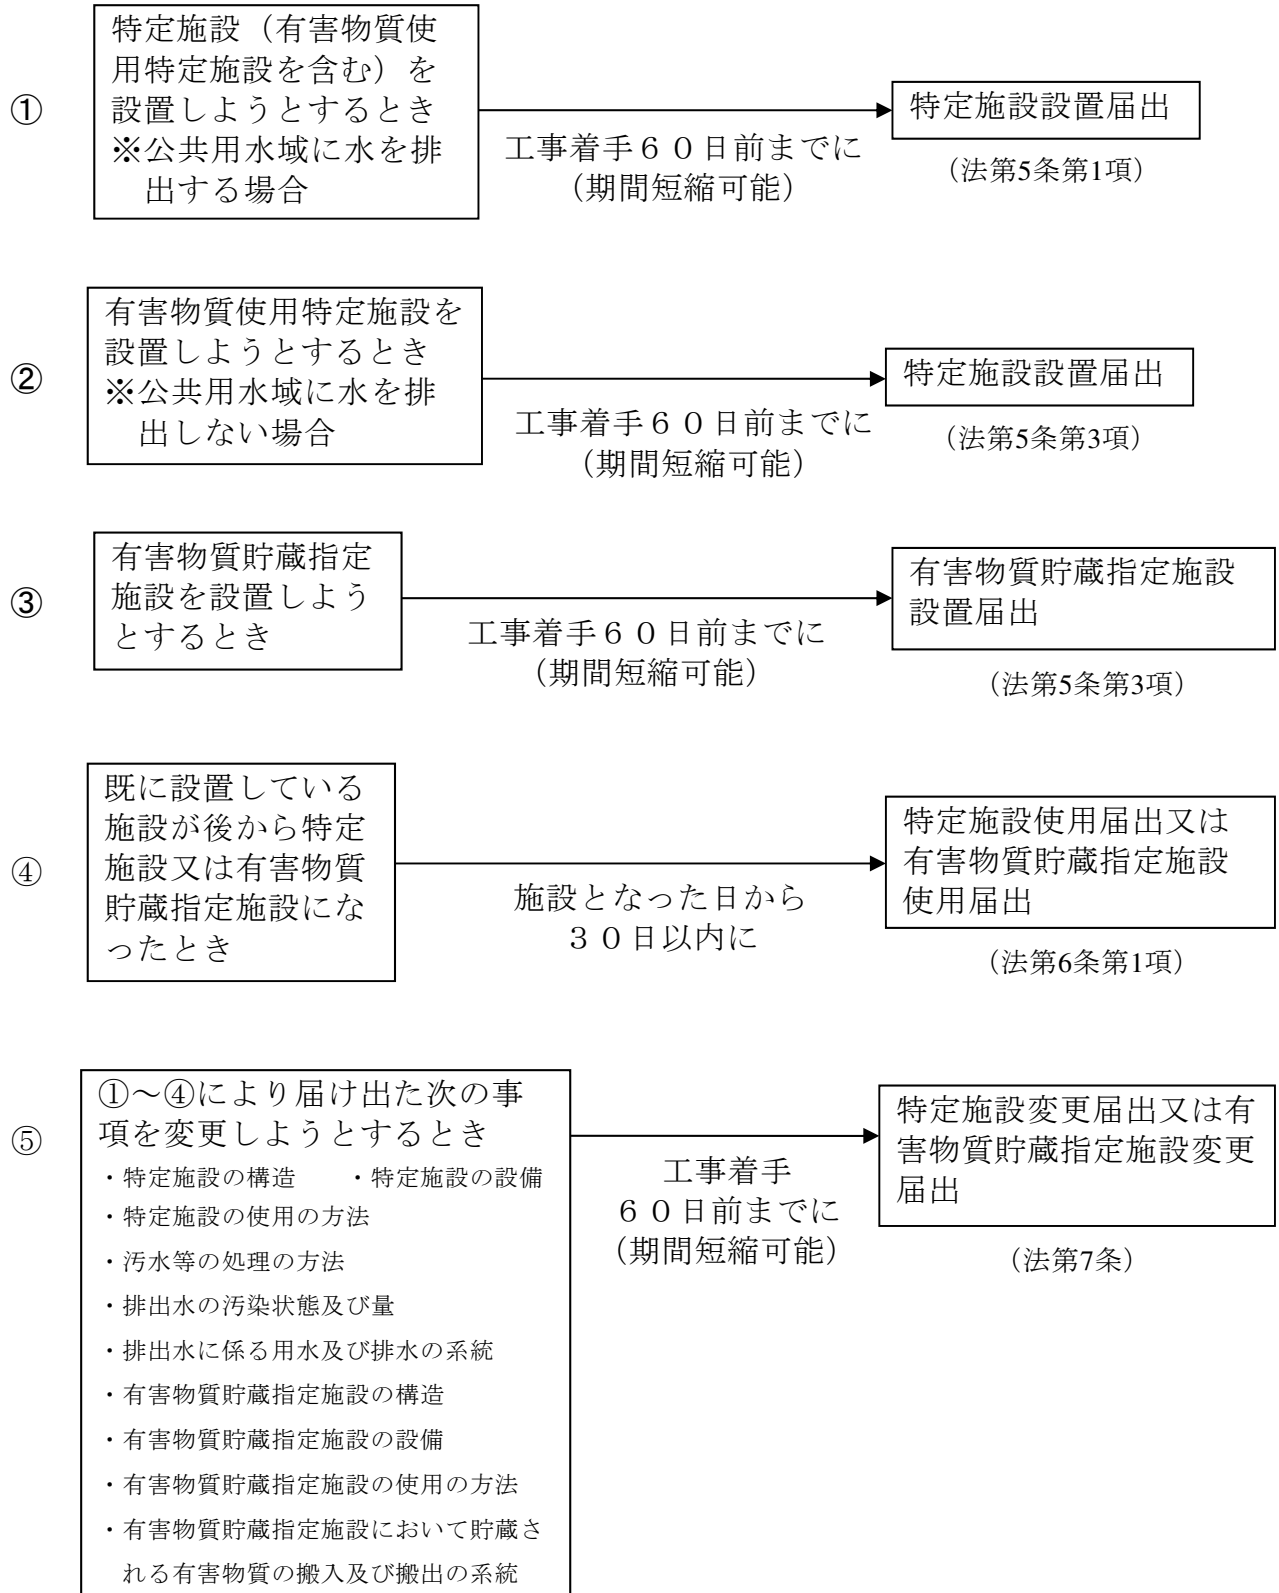 ①
特定施設（有害物質使
用特定施設を含む）を
設置しようとするとき
※公共用水域に水を排
出する場合
工事着手６０日前までに
（期間短縮可能）
特定施設設置届出
（法第5条第1項）
②
有害物質使用特定施設を
設置しようとするとき
※公共用水域に水を排
出しない場合
工事着手６０日前までに
（期間短縮可能）
特定施設設置届出
（法第5条第3項）
③
有害物質貯蔵指定
施設を設置しよう
とするとき
工事着手６０日前までに
（期間短縮可能）
有害物質貯蔵指定施設
設置届出
（法第5条第3項）
④
既に設置している
施設が後から特定
施設又は有害物質
貯蔵指定施設にな
ったとき
施設となった日から
３０日以内に
特定施設使用届出又は
有害物質貯蔵指定施設
使用届出
（法第6条第1項）
⑤
①～④により届け出た次の事
項を変更しようとするとき
・特定施設の構造　　・特定施設の設備
・特定施設の使用の方法
・汚水等の処理の方法
・排出水の汚染状態及び量
・排出水に係る用水及び排水の系統
・有害物質貯蔵指定施設の構造
・有害物質貯蔵指定施設の設備
・有害物質貯蔵指定施設の使用の方法
・有害物質貯蔵指定施設において貯蔵さ
れる有害物質の搬入及び搬出の系統
工事着手
６０日前までに
（期間短縮可能）
特定施設変更届出又は有
害物質貯蔵指定施設変更
届出
（法第7条）